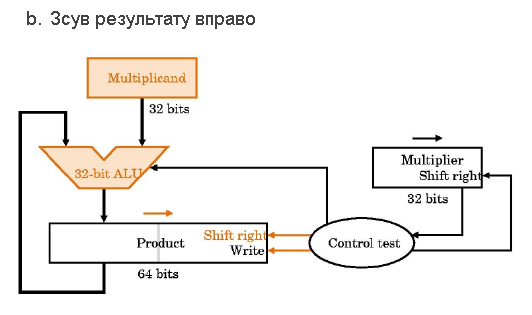 b. Зсув результату вправо
Multiplicand
32 bits
32-bit ALU
Multiplier
Shift right
32 bits
Product
Shift right
Write
Control test
64 bits